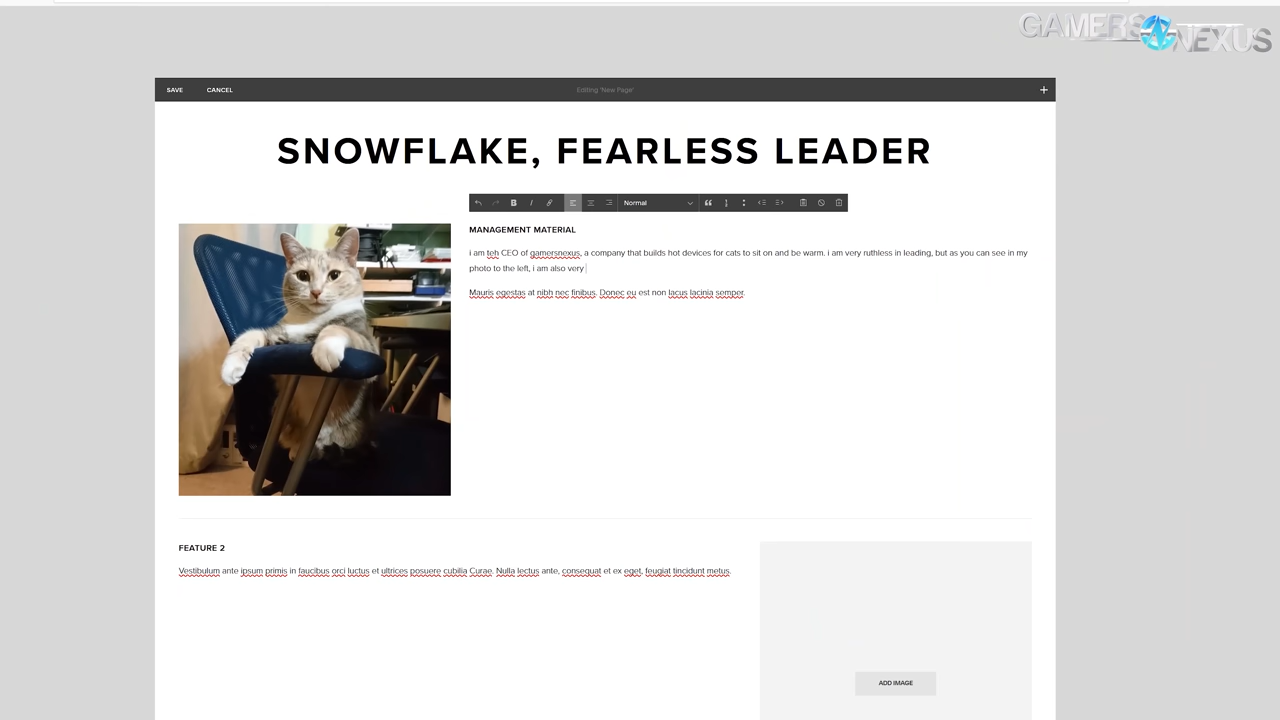 GAMERS NEXUS
SAVE CANCEL Editing 'New Page' +
SNOWFLAKE, FEARLESS LEADER
B I Normal
MANAGEMENT MATERIAL
i am teh CEO of gamersnexus, a company that builds hot devices for cats to sit on and be warm. i am very ruthless in leading, but as you can see in my
photo to the left, i am also very
Mauris egestas at nibh nec finibus. Donec eu est non lacus lacinia semper.
FEATURE 2
Vestibulum ante ipsum primis in faucibus orci luctus et ultrices posuere cubilia Curae. Nulla lectus ante, consequat et ex eget, feugiat tincidunt metus.
ADD IMAGE